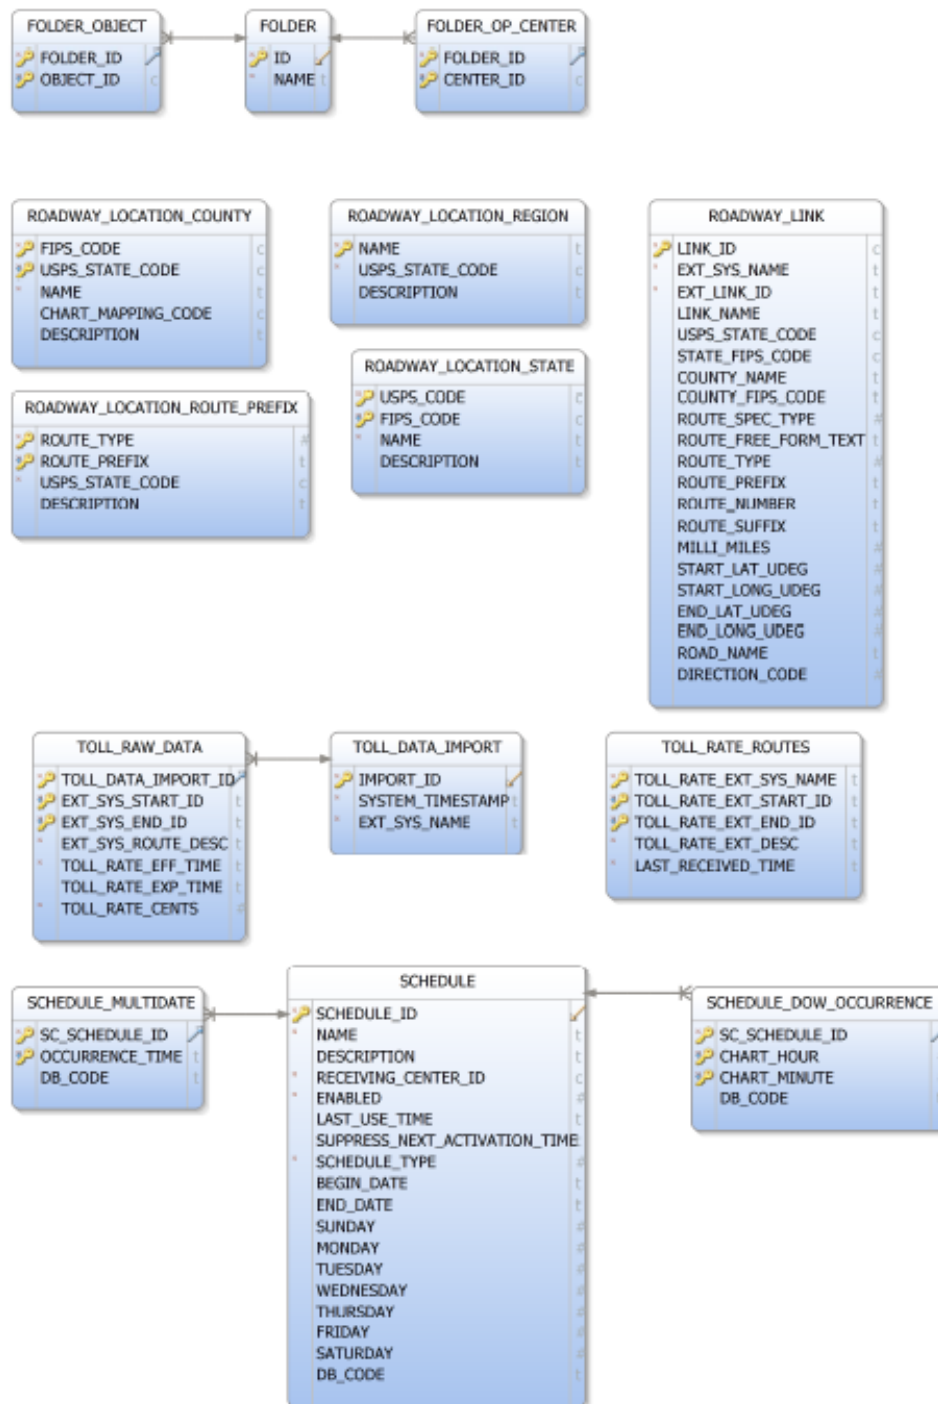 FOLDER_OBJECT
FOLDER_ID
OBJECT_ID c
FOLDER
ID
* NAME t
FOLDER_OP_CENTER
FOLDER_ID
CENTER_ID c
ROADWAY_LOCATION_COUNTY
FIPS_CODE c
USPS_STATE_CODE c
* NAME t
CHART_MAPPING_CODE c
DESCRIPTION t
ROADWAY_LOCATION_REGION
NAME t
* USPS_STATE_CODE c
DESCRIPTION t
ROADWAY_LINK
LINK_ID c
* EXT_SYS_NAME t
* EXT_LINK_ID t
LINK_NAME t
USPS_STATE_CODE c
STATE_FIPS_CODE c
COUNTY_NAME t
COUNTY_FIPS_CODE t
ROUTE_SPEC_TYPE #
ROUTE_FREE_FORM_TEXT t
ROUTE_TYPE #
ROUTE_PREFIX t
ROUTE_NUMBER t
ROUTE_SUFFIX t
MILLI_MILES #
START_LAT_UDEG #
START_LONG_UDEG #
END_LAT_UDEG #
END_LONG_UDEG #
ROAD_NAME t
DIRECTION_CODE #
ROADWAY_LOCATION_STATE
USPS_CODE c
FIPS_CODE c
* NAME t
DESCRIPTION t
ROADWAY_LOCATION_ROUTE_PREFIX
ROUTE_TYPE #
ROUTE_PREFIX t
* USPS_STATE_CODE c
DESCRIPTION t
TOLL_RAW_DATA
TOLL_DATA_IMPORT_ID
EXT_SYS_START_ID t
EXT_SYS_END_ID t
* EXT_SYS_ROUTE_DESC t
* TOLL_RATE_EFF_TIME t
TOLL_RATE_EXP_TIME t
* TOLL_RATE_CENTS #
TOLL_DATA_IMPORT
IMPORT_ID
* SYSTEM_TIMESTAMP t
* EXT_SYS_NAME t
TOLL_RATE_ROUTES
TOLL_RATE_EXT_SYS_NAME t
TOLL_RATE_EXT_START_ID t
TOLL_RATE_EXT_END_ID t
* TOLL_RATE_EXT_DESC t
* LAST_RECEIVED_TIME t
SCHEDULE_MULTIDATE
SC_SCHEDULE_ID
OCCURRENCE_TIME t
DB_CODE t
SCHEDULE
SCHEDULE_ID
* NAME t
DESCRIPTION t
* RECEIVING_CENTER_ID c
* ENABLED #
LAST_USE_TIME t
SUPPRESS_NEXT_ACTIVATION_TIME
* SCHEDULE_TYPE #
BEGIN_DATE t
END_DATE t
SUNDAY #
MONDAY #
TUESDAY #
WEDNESDAY #
THURSDAY #
FRIDAY #
SATURDAY #
DB_CODE t
SCHEDULE_DOW_OCCURRENCE
SC_SCHEDULE_ID
CHART_HOUR
CHART_MINUTE
DB_CODE